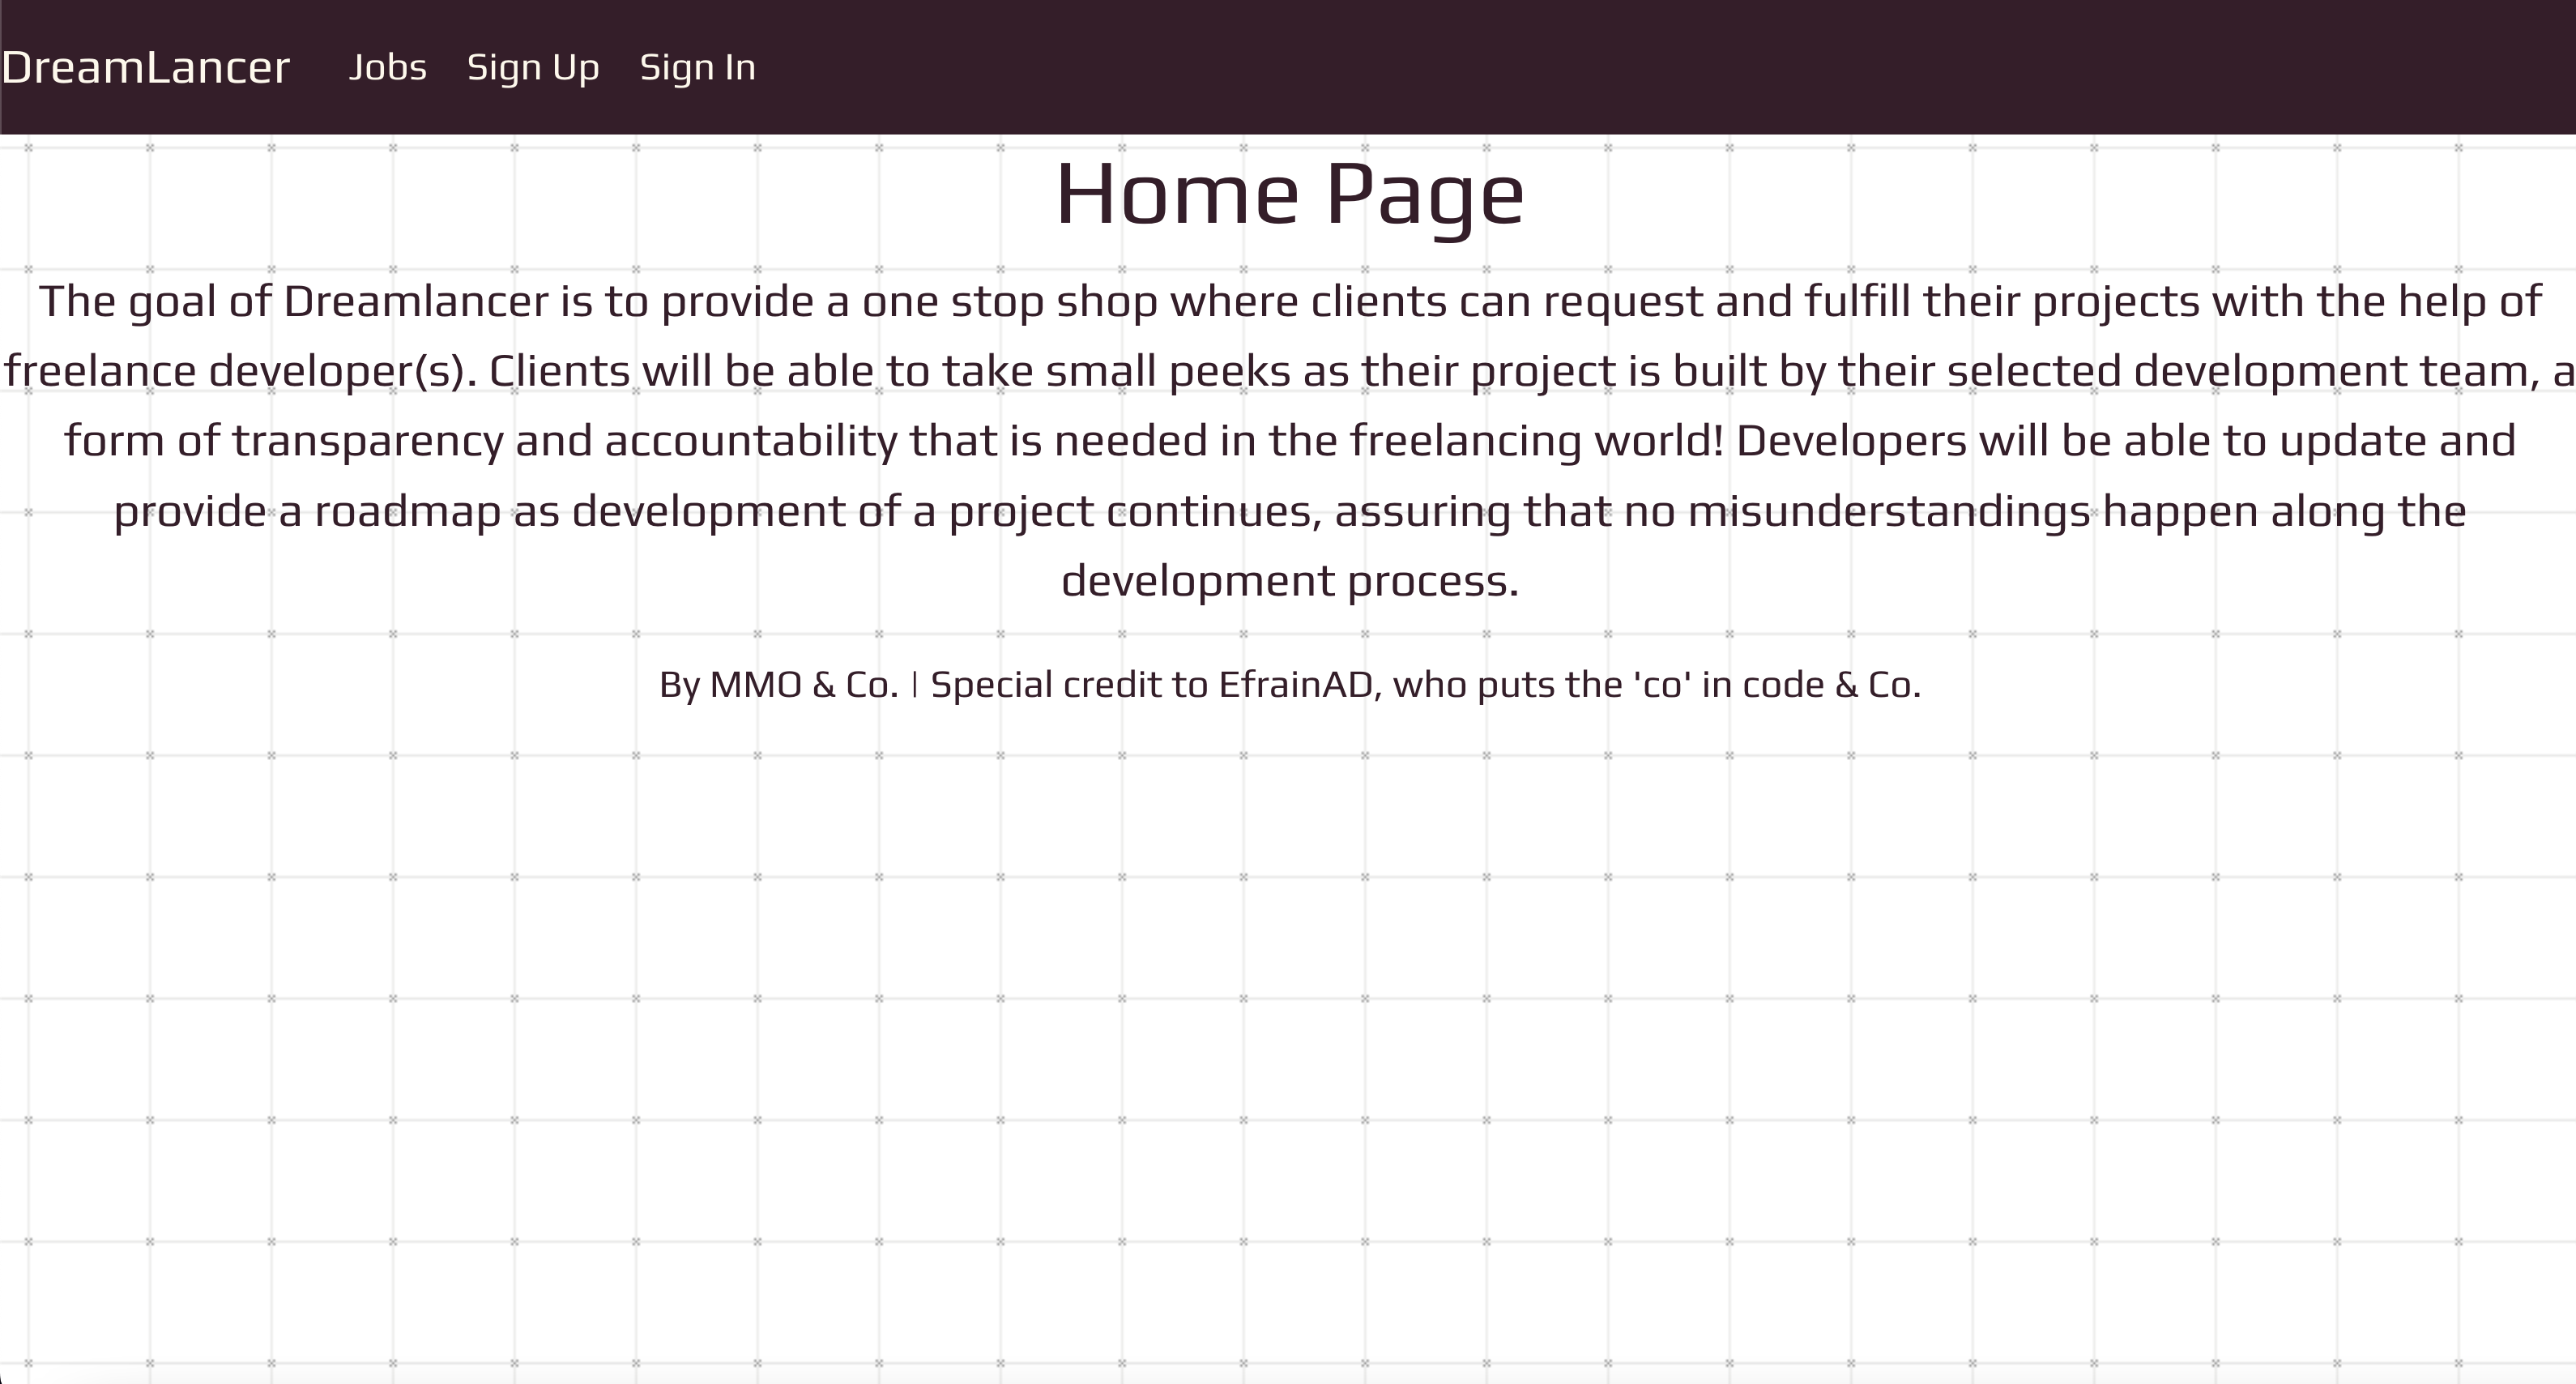 DreamLancer Jobs Sign Up Sign In
Home Page
The goal of Dreamlancer is to provide a one stop shop where clients can request and fulfill their projects with the help of
freelance developer(s). Clients will be able to take small peeks as their project is built by their selected development team, a
form of transparency and accountability that is needed in the freelancing world! Developers will be able to update and
provide a roadmap as development of a project continues, assuring that no misunderstandings happen along the
development process.
By MMO & Co. | Special credit to EfrainAD, who puts the 'co' in code & Co.